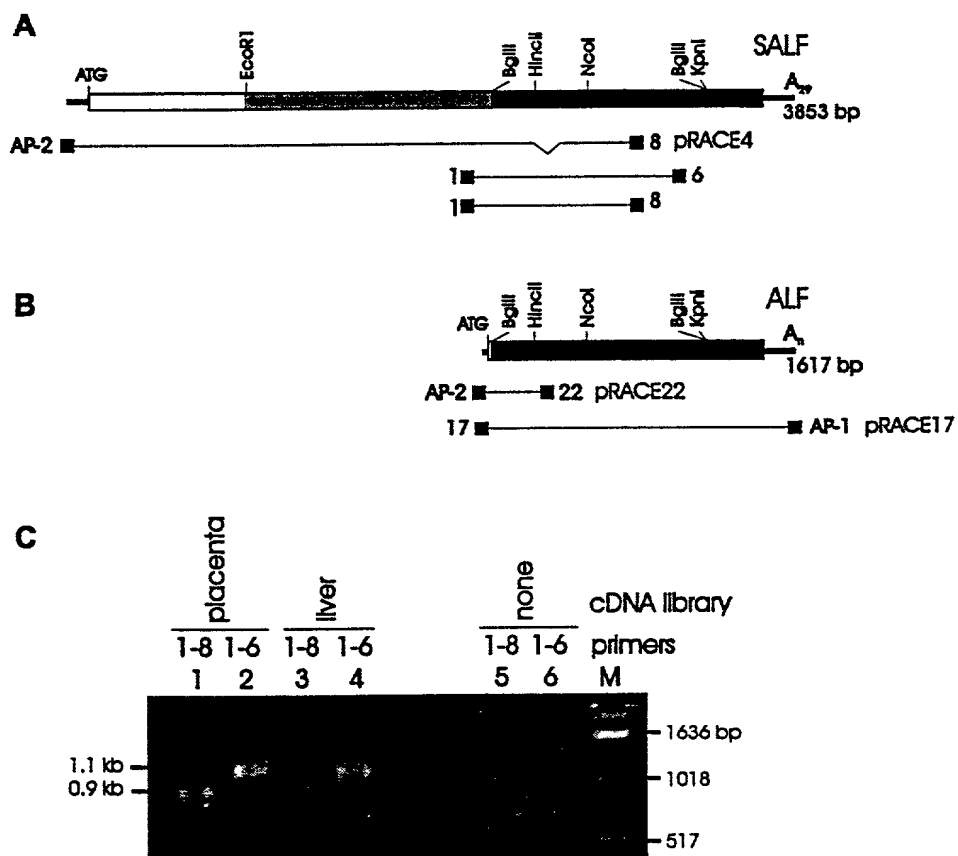 A
SALF
ATG
EcoR1
BglII
HincII
NcoI
BglII
KpnI
A29
3853 bp
AP-2
8 pRACE4
1
6
1
8
B
ALF
ATG
BglII
HincII
NcoI
BglII
KpnI
An
1617 bp
AP-2
22 pRACE22
17
AP-1 pRACE17
C
placenta
liver
none
cDNA library
1-8 1-6 1-8 1-6 1-8 1-6 primers
1 2 3 4 5 6 M
1636 bp
1.1 kb
1018
0.9 kb
517